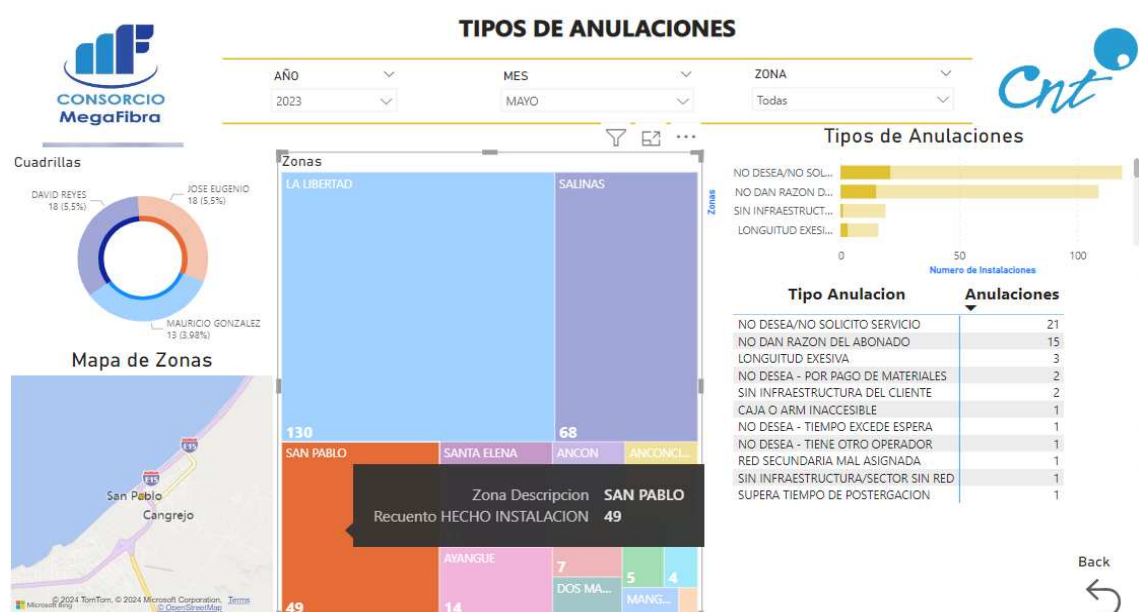 TIPOS DE ANULACIONES
CONSORCIO
MegaFibra
AÑO
2023
MES
MAYO
ZONA
Todas
Cnt
Cuadrillas
DAVID REYES
18 (5,5%)
JOSE EUGENIO
18 (5,5%)
MAURICIO GONZALEZ
13 (3,98%)
Mapa de Zonas
E15
E15
San Pablo
Cangrejo
E15
Microsoft Bing
© 2024 TomTom, © 2024 Microsoft Corporation, Terms
© OpenStreetMap
Zonas
LA LIBERTAD
130
SALINAS
68
SAN PABLO
49
SANTA ELENA
ANCON
ANCONCI...
Zona Descripcion SAN PABLO
Recuento HECHO INSTALACION 49
AYANGUE
14
7
5
4
DOS MA...
MANG...
Tipos de Anulaciones
Zonas
NO DESEA/NO SOL...
NO DAN RAZON D...
SIN INFRAESTRUCT...
LONGUITUD EXESI...
0 50 100
Numero de Instalaciones
Tipo Anulacion Anulaciones
NO DESEA/NO SOLICITO SERVICIO 21
NO DAN RAZON DEL ABONADO 15
LONGUITUD EXESIVA 3
NO DESEA - POR PAGO DE MATERIALES 2
SIN INFRAESTRUCTURA DEL CLIENTE 2
CAJA O ARM INACCESIBLE 1
NO DESEA - TIEMPO EXCEDE ESPERA 1
NO DESEA - TIENE OTRO OPERADOR 1
RED SECUNDARIA MAL ASIGNADA 1
SIN INFRAESTRUCTURA/SECTOR SIN RED 1
SUPERA TIEMPO DE POSTERGACION 1
Back